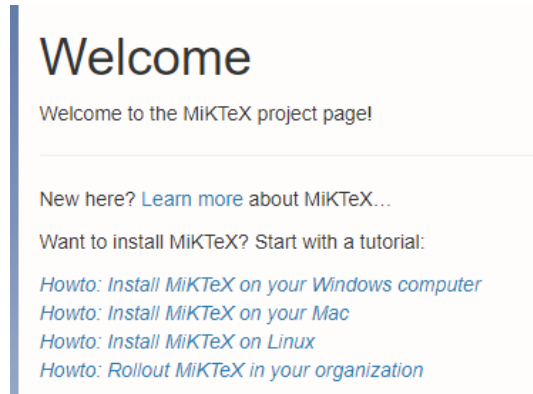 Welcome
Welcome to the MiKTeX project page!
New here? Learn more about MiKTeX…
Want to install MiKTeX? Start with a tutorial:
Howto: Install MiKTeX on your Windows computer
Howto: Install MiKTeX on your Mac
Howto: Install MiKTeX on Linux
Howto: Rollout MiKTeX in your organization